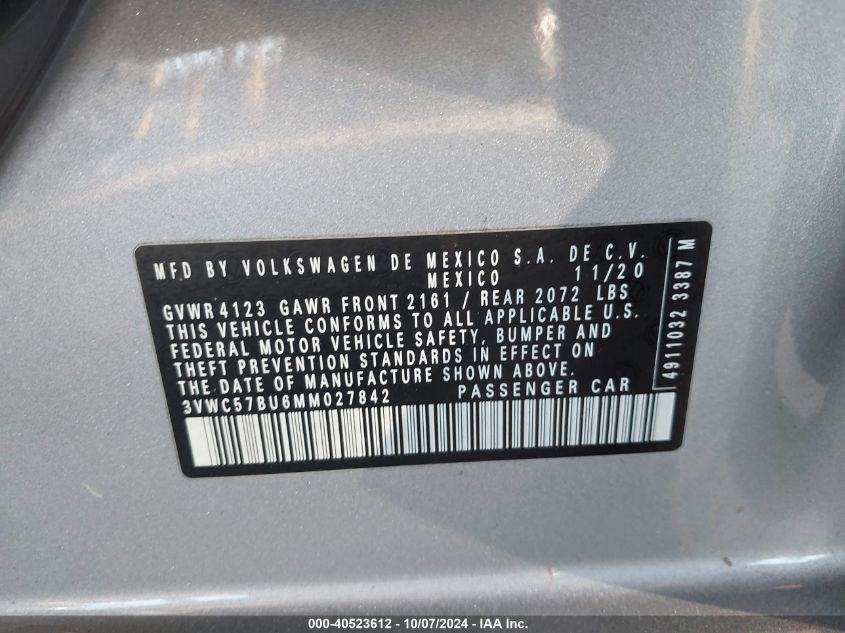 MFD BY VOLKSWAGEN DE MEXICO S.A. DE C.V.
MEXICO 11/20
GVWR 4123 GAWR FRONT 2161 / REAR 2072 LBS
THIS VEHICLE CONFORMS TO ALL APPLICABLE U.S.
FEDERAL MOTOR VEHICLE SAFETY, BUMPER AND
THEFT PREVENTION STANDARDS IN EFFECT ON
THE DATE OF MANUFACTURE SHOWN ABOVE.
3VWC57BU6MM027842 PASSENGER CAR
4911032 3387 M
000-40523612 - 10/07/2024 - IAA Inc.